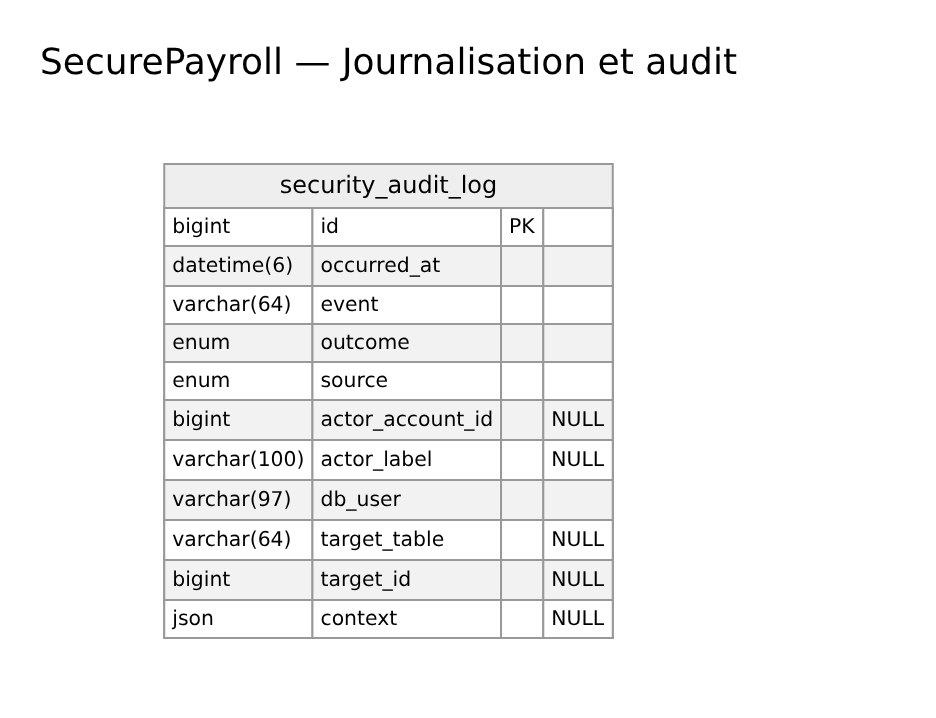 SecurePayroll — Journalisation et audit
security_audit_log
bigint id PK
datetime(6) occurred_at
varchar(64) event
enum outcome
enum source
bigint actor_account_id NULL
varchar(100) actor_label NULL
varchar(97) db_user
varchar(64) target_table NULL
bigint target_id NULL
json context NULL